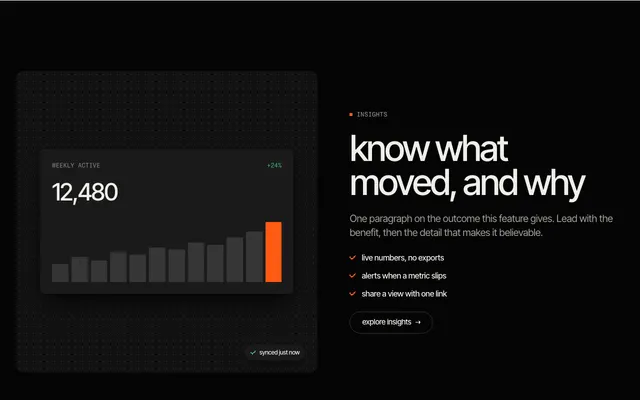 WEEKLY ACTIVE
+24%
12,480
synced just now
INSIGHTS
know what
moved, and why
One paragraph on the outcome this feature gives. Lead with the
benefit, then the detail that makes it believable.
live numbers, no exports
alerts when a metric slips
share a view with one link
explore insights →